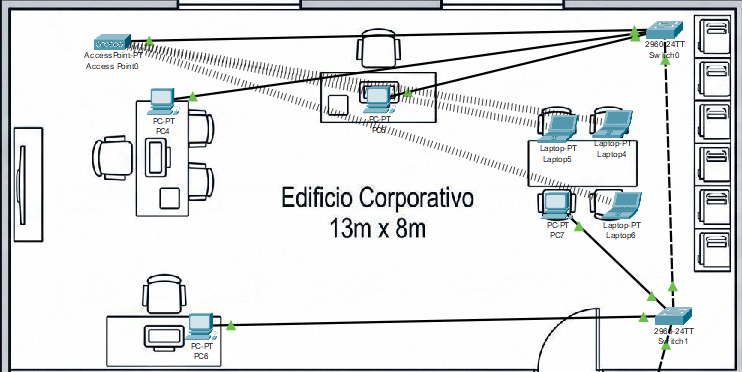 AccessPoint-PT
Access Point0
2960-24TT
Switch0
PC-PT
PC4
PC-PT
PC5
Laptop-PT
Laptop5
Laptop-PT
Laptop4
Edificio Corporativo
13m x 8m
PC-PT
PC7
Laptop-PT
Laptop6
2960-24TT
Switch1
PC-PT
PC6